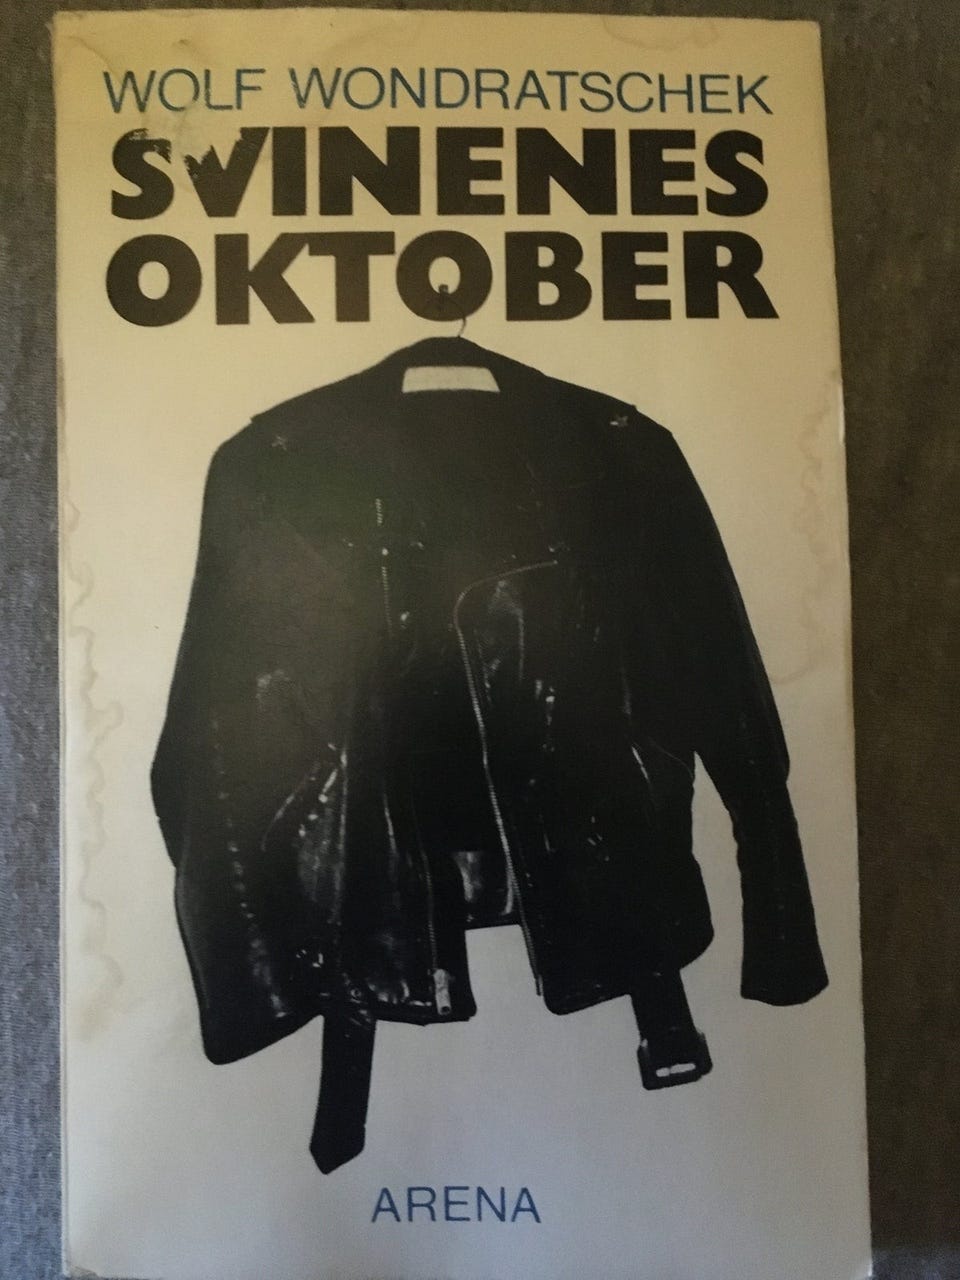 WOLF WONDRATSCHEK
SVINENES
OKTOBER
ARENA